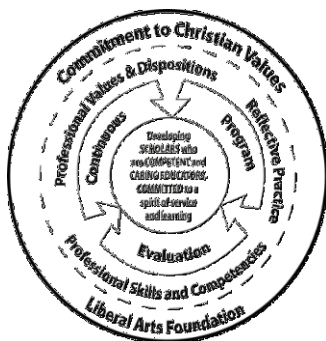 Commitment to Christian Values
Professional Values & Dispositions
Reflective Practice
Continuous
Program
Developing
SCHOLARS who
are COMPETENT and
CARING EDUCATORS,
COMMITTED to a
spirit of service
and learning
Evaluation
Professional Skills and Competencies
Liberal Arts Foundation